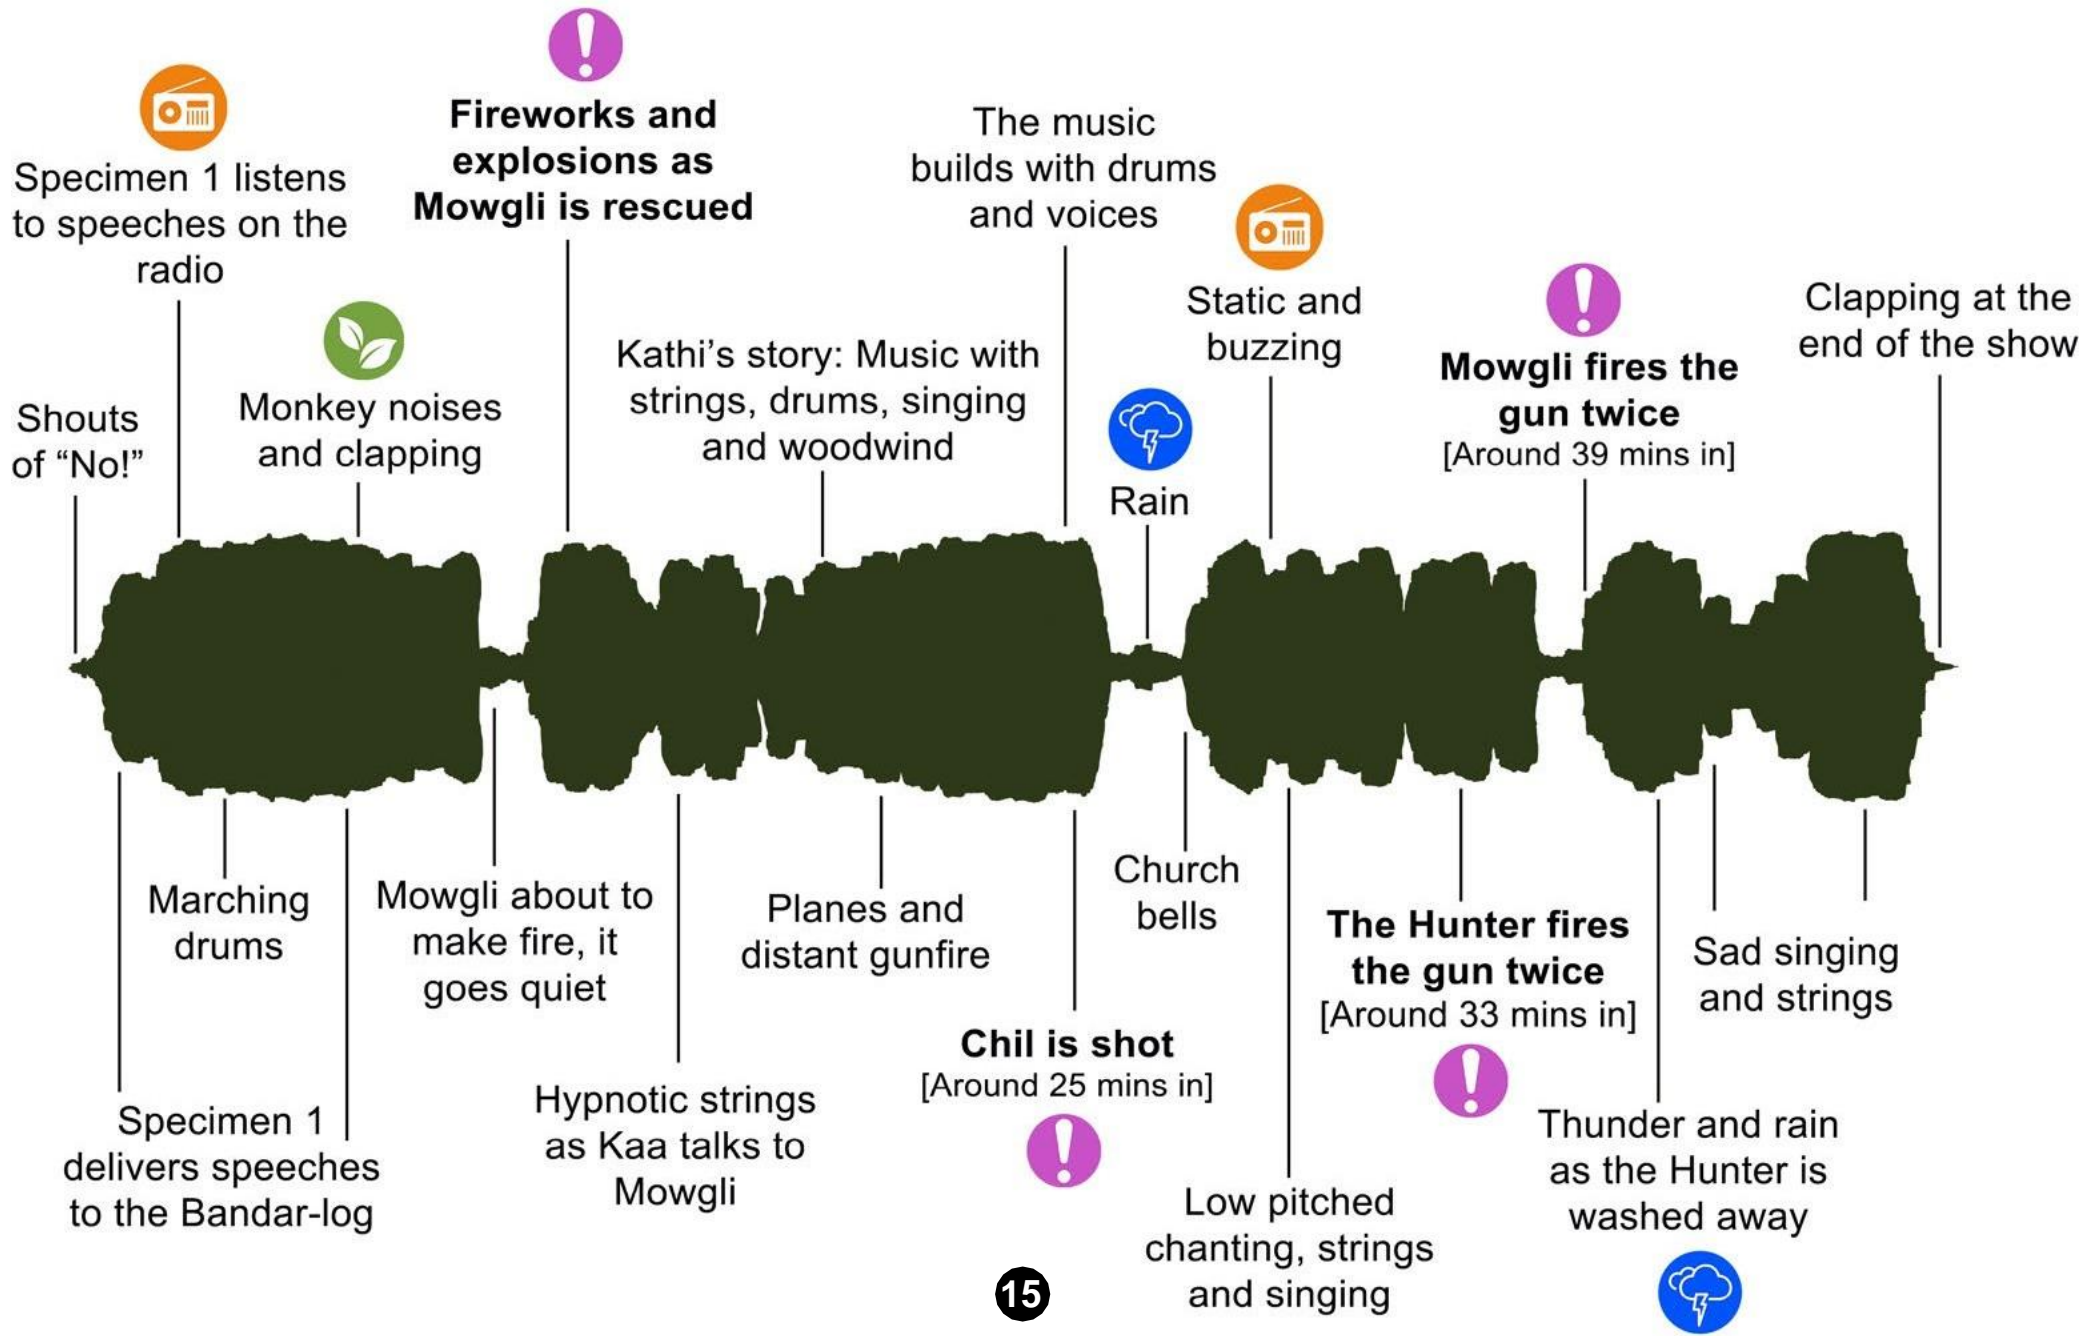 Specimen 1 listens
to speeches on the
radio
Fireworks and
explosions as
Mowgli is rescued
The music
builds with drums
and voices
Static and
buzzing
Mowgli fires the
gun twice
[Around 39 mins in]
Clapping at the
end of the show
Shouts
of “No!”
Monkey noises
and clapping
Kathi’s story: Music with
strings, drums, singing
and woodwind
Rain
Marching
drums
Mowgli about to
make fire, it
goes quiet
Planes and
distant gunfire
Church
bells
The Hunter fires
the gun twice
[Around 33 mins in]
Sad singing
and strings
Specimen 1
delivers speeches
to the Bandar-log
Hypnotic strings
as Kaa talks to
Mowgli
Chil is shot
[Around 25 mins in]
Low pitched
chanting, strings
and singing
Thunder and rain
as the Hunter is
washed away
15